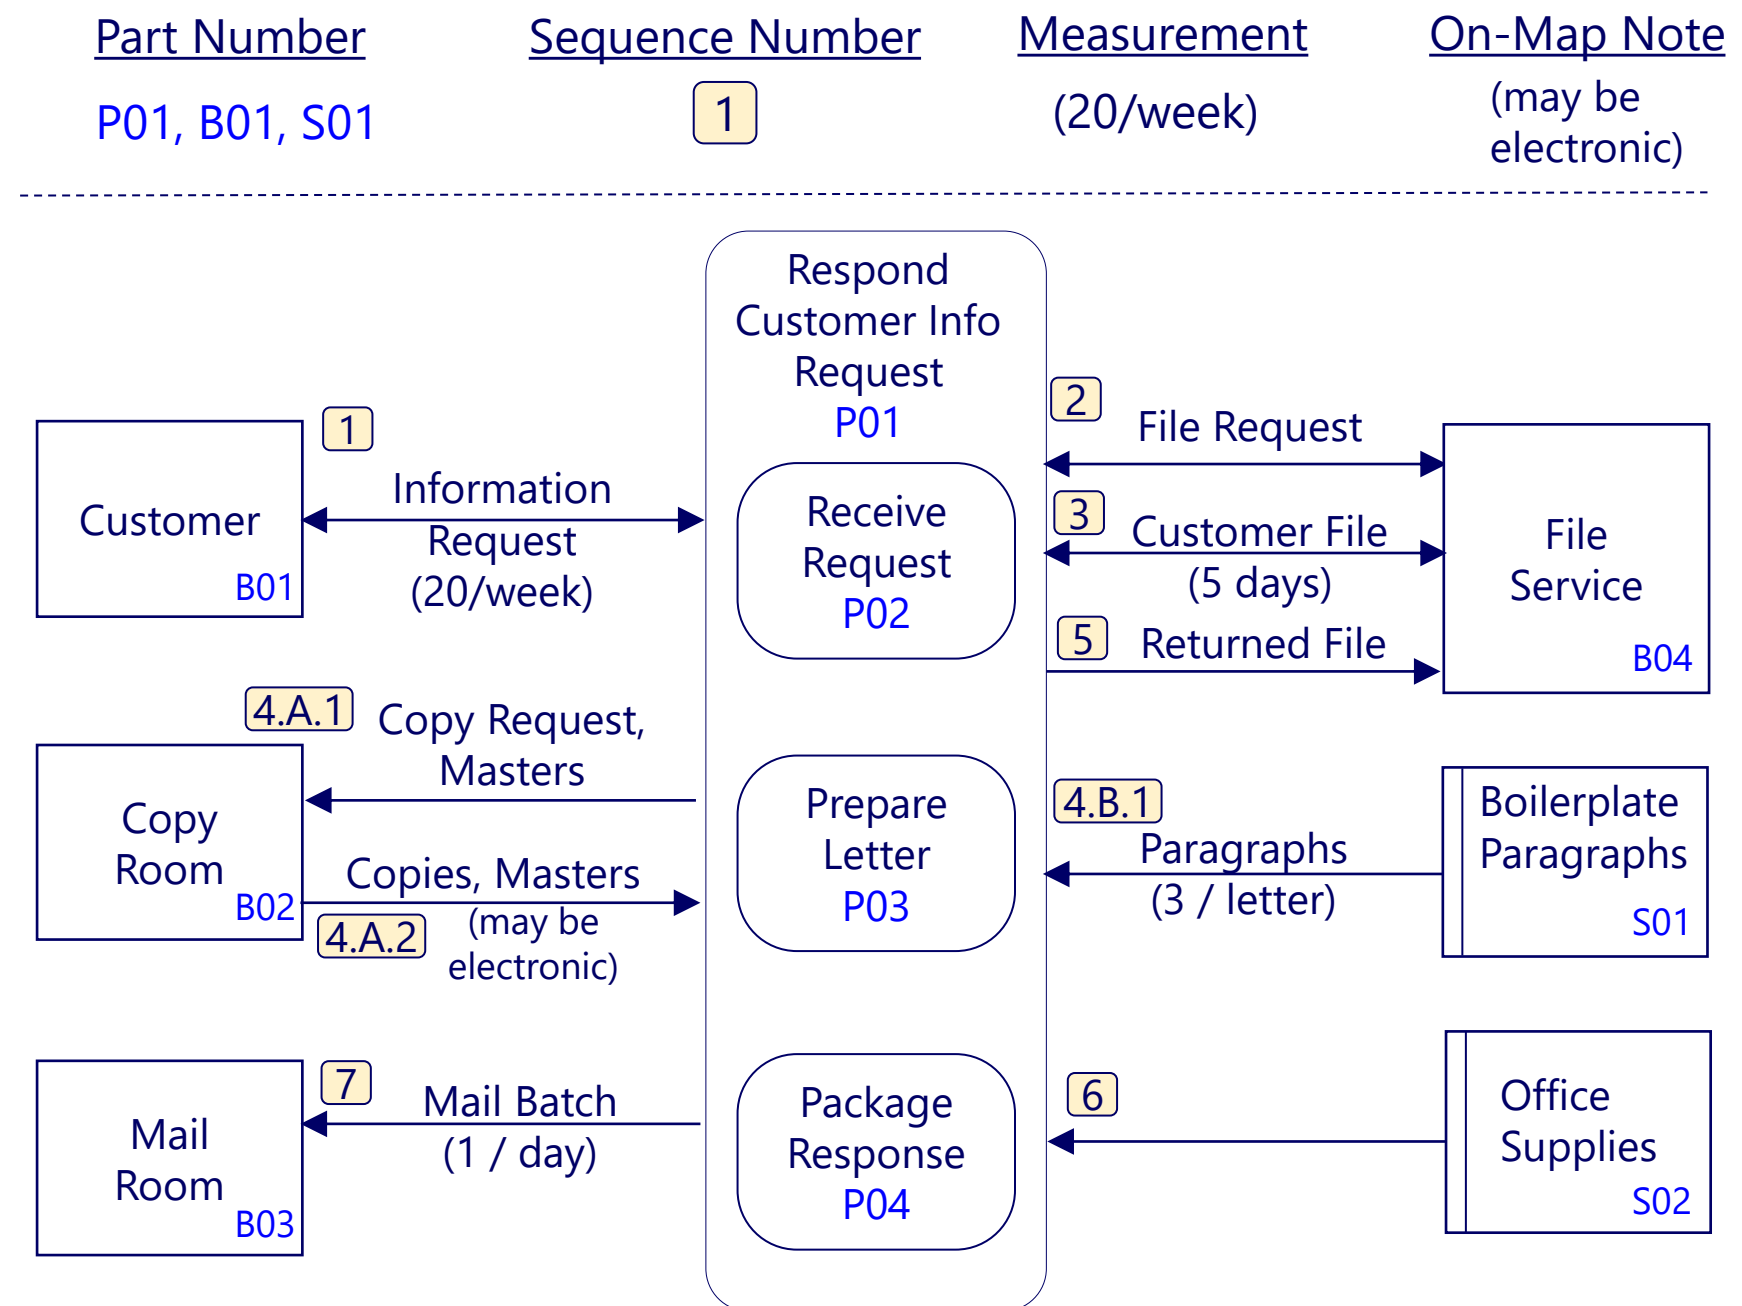 Part Number
Sequence Number
Measurement
On-Map Note
P01, B01, S01
1
(20/week)
(may be
electronic)
Respond
Customer Info
Request
P01
1
Customer
B01
Information
Request
(20/week)
Receive
Request
P02
2
File Request
3
Customer File
(5 days)
5
Returned File
File
Service
B04
4.A.1
Copy Request,
Masters
Copy
Room
B02
Copies, Masters
4.A.2
(may be
electronic)
Prepare
Letter
P03
4.B.1
Paragraphs
(3 / letter)
Boilerplate
Paragraphs
S01
7
Mail Batch
(1 / day)
Mail
Room
B03
Package
Response
P04
6
Office
Supplies
S02